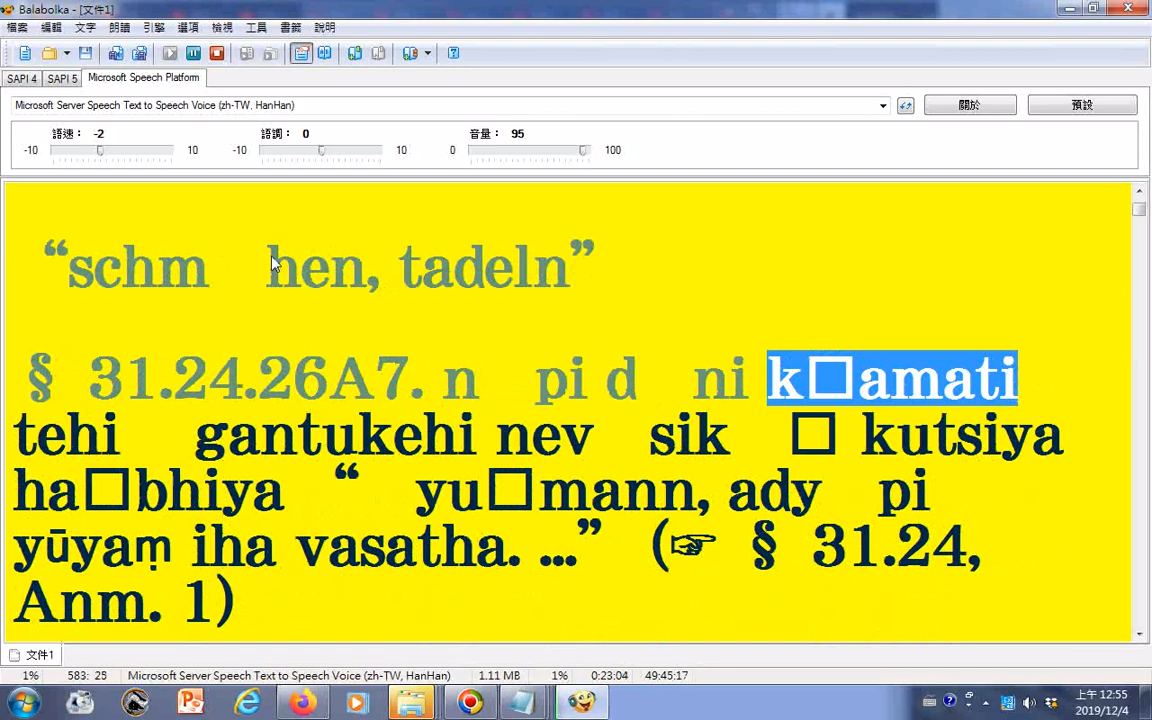 Balabolka - [文件1]
檔案 編輯 文字 朗讀 引擎 選項 檢視 工具 書籤 說明
SAPI 4 SAPI 5 Microsoft Speech Platform
Microsoft Server Speech Text to Speech Voice (zh-TW, HanHan)
關於 預設
語速： -2 語調： 0 音量： 95
-10 10 -10 10 0 100
“schm hen, tadeln”
§ 31.24.26A7. n pi d ni k□amati
tehi gantukehi nev sik □ kutsiya
ha□bhiya “ yu□mann, ady pi
yūyaṃ iha vasatha. ...” (☞ § 31.24,
Anm. 1)
文件1
1% 583: 25 Microsoft Server Speech Text to Speech Voice (zh-TW, HanHan) 1.11 MB 1% 0:23:04 49:45:17
上午 12:55
2019/12/4